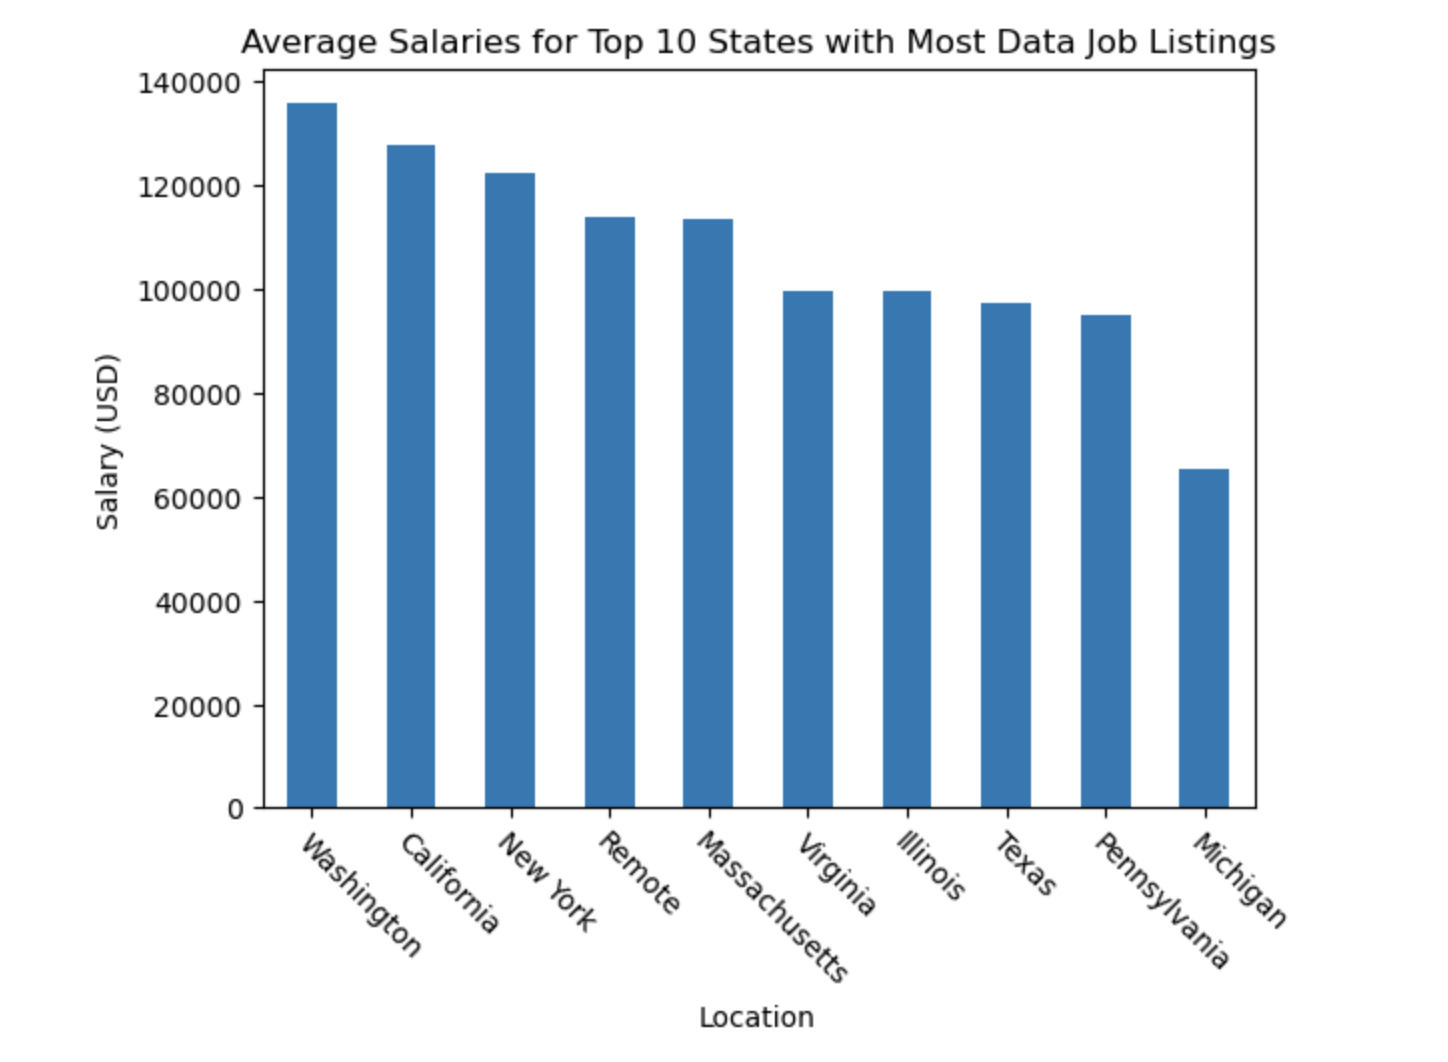 Average Salaries for Top 10 States with Most Data Job Listings
140000
120000
100000
80000
60000
40000
20000
0
Salary (USD)
Washington
California
New York
Remote
Massachusetts
Virginia
Illinois
Texas
Pennsylvania
Michigan
Location